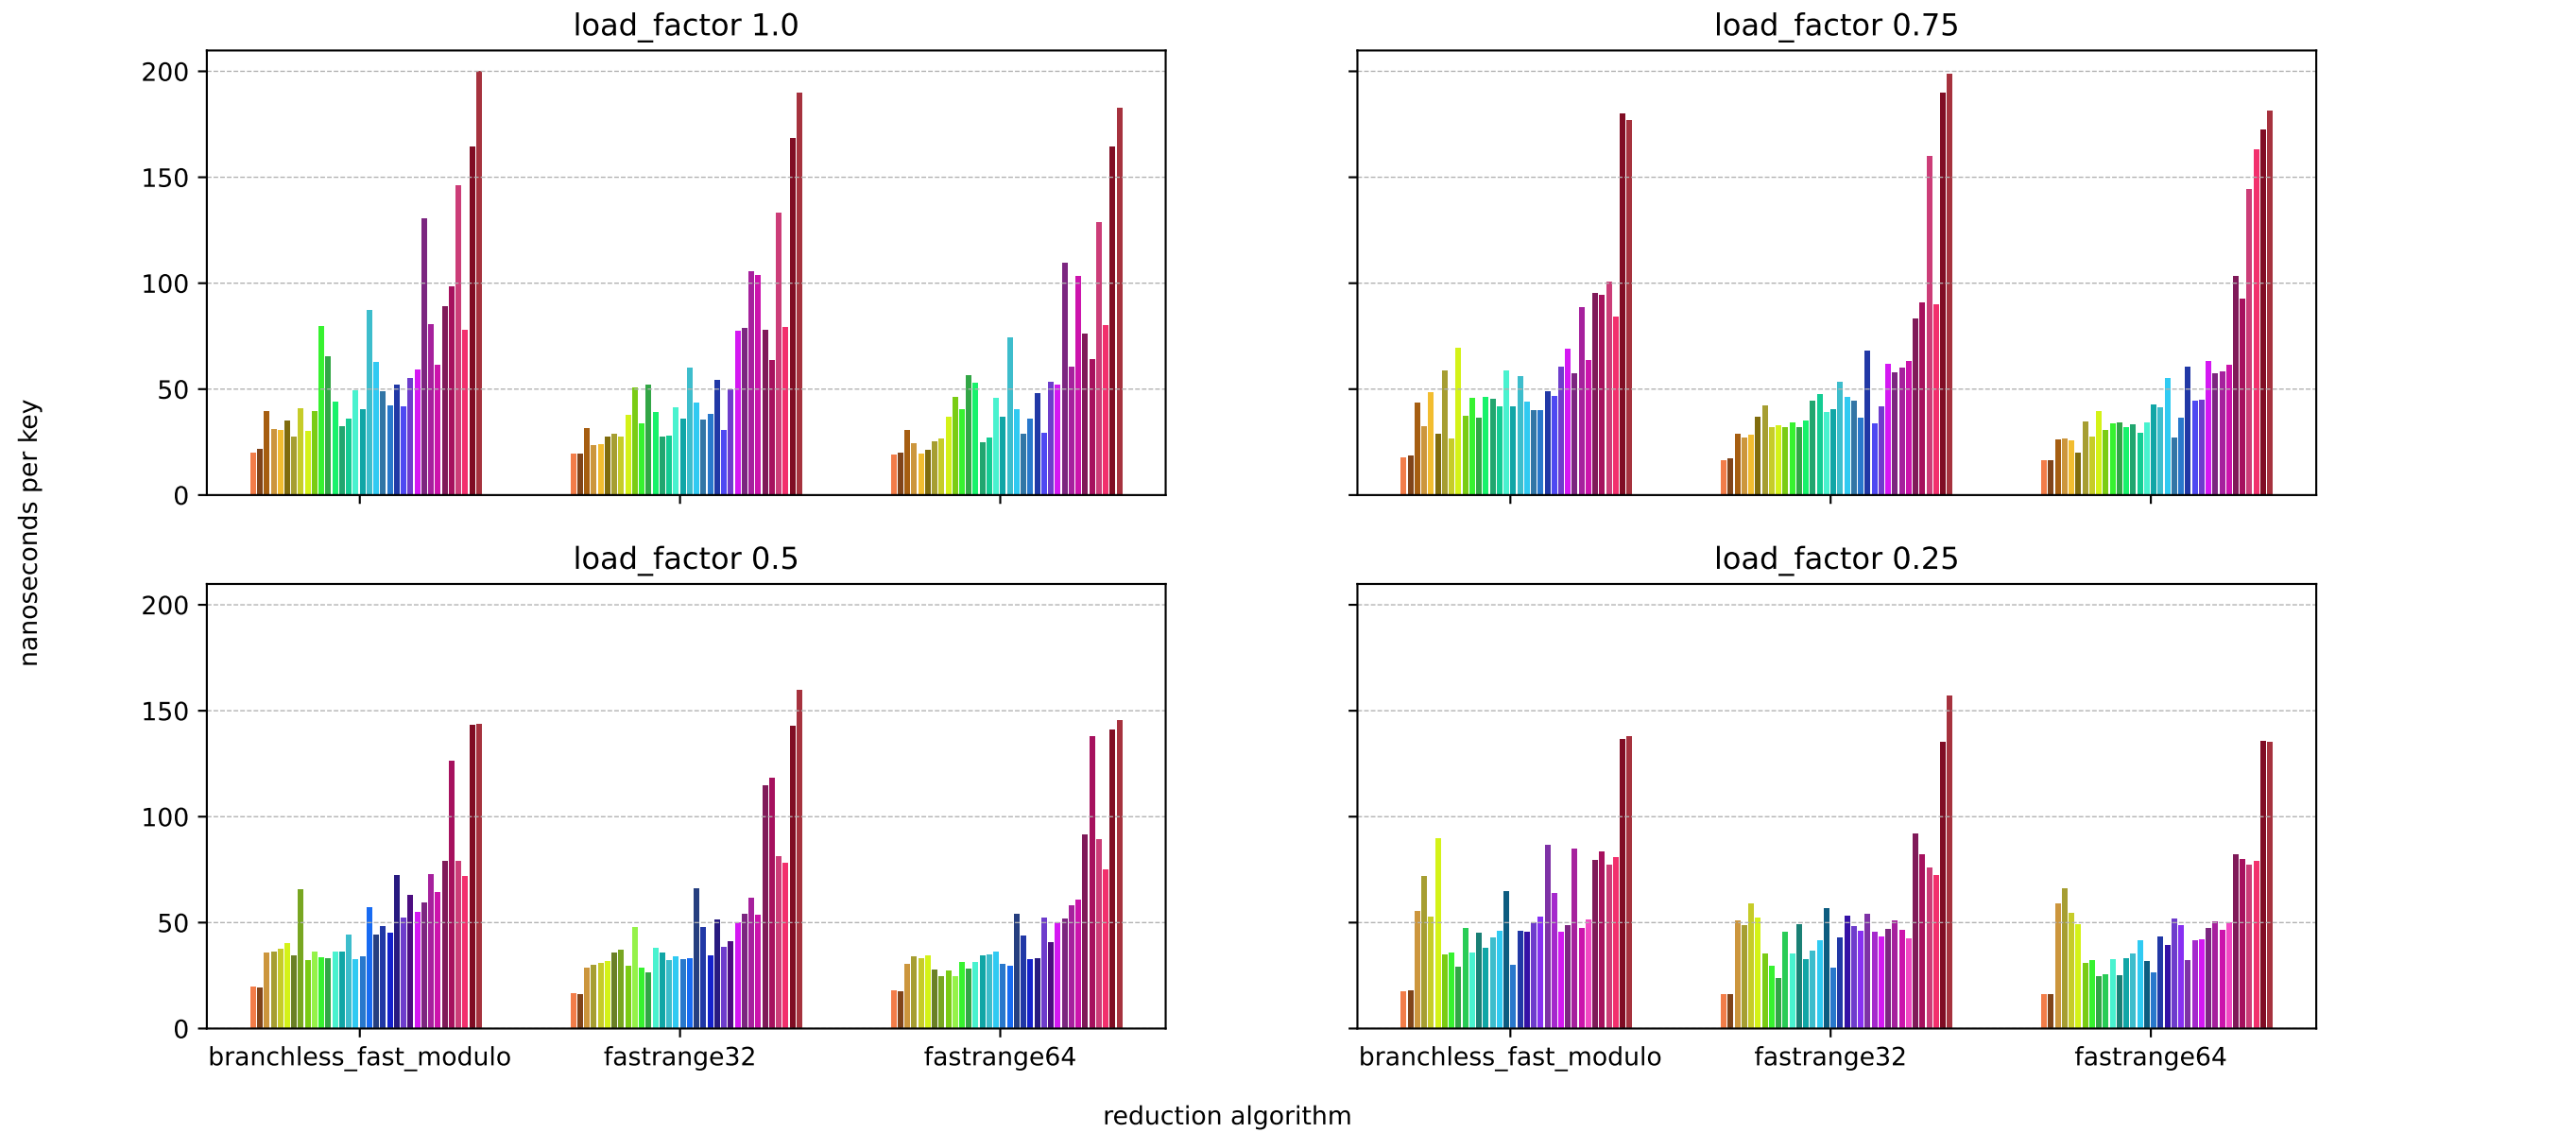 load_factor 1.0
load_factor 0.75
200
150
100
50
0
nanoseconds per key
load_factor 0.5
load_factor 0.25
200
150
100
50
0
branchless_fast_modulo
fastrange32
fastrange64
branchless_fast_modulo
fastrange32
fastrange64
reduction algorithm